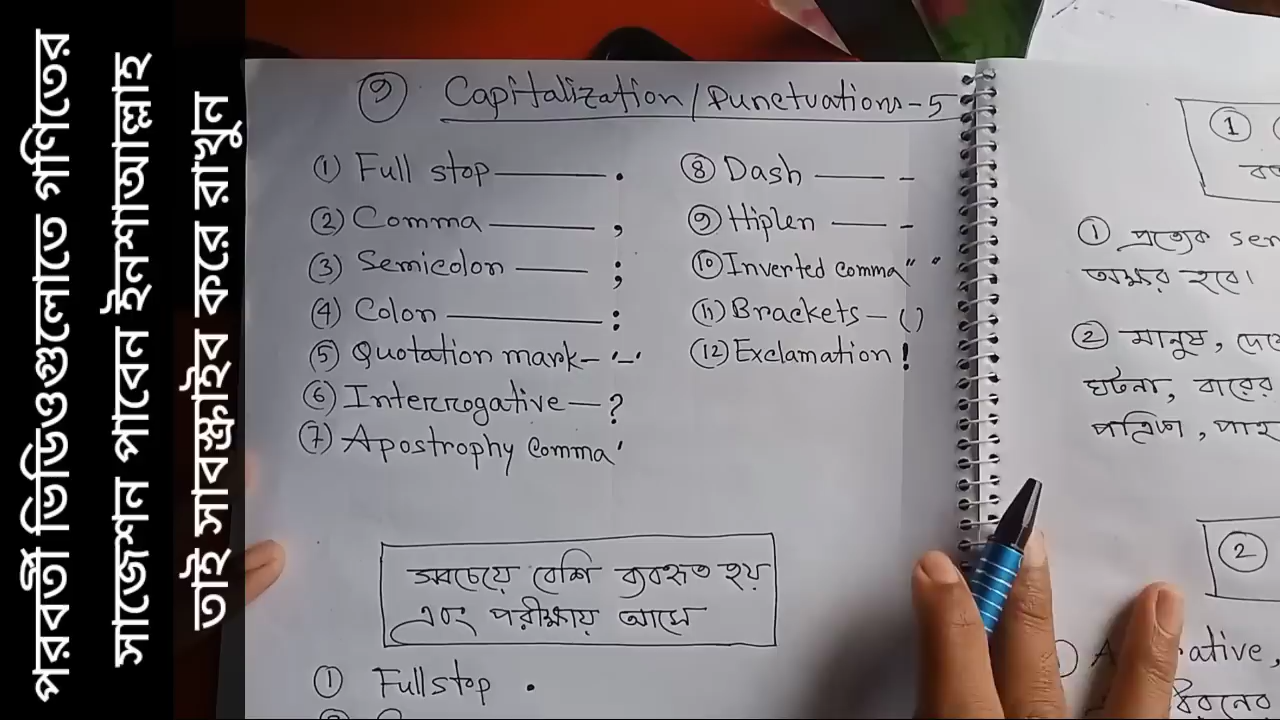 পরবর্তী ভিডিওগুলোতে গনিতের
সাজেশন পাবেন ইনশাআল্লাহ
তাই সাবস্ক্রাইব করে রাখুন
9 Capitalization / Punctuations - 5
① Full stop .
② Comma ,
③ Semicolon ;
④ Colon :
⑤ Quotation mark - '-'
⑥ Interrogative - ?
⑦ Apostrophy comma '
⑧ Dash -
⑨ Hiplen -
⑩ Inverted comma " "
⑪ Brackets - ( )
⑫ Exclamation !
সবচেয়ে বেশি ব্যবহৃত হয়
এবং পরীক্ষায় আসে
① Fullstop .
①
① প্রত্যেক sen
অক্ষর হবে।
② মানুষ,
ঘটনা, বারের
②
ative,